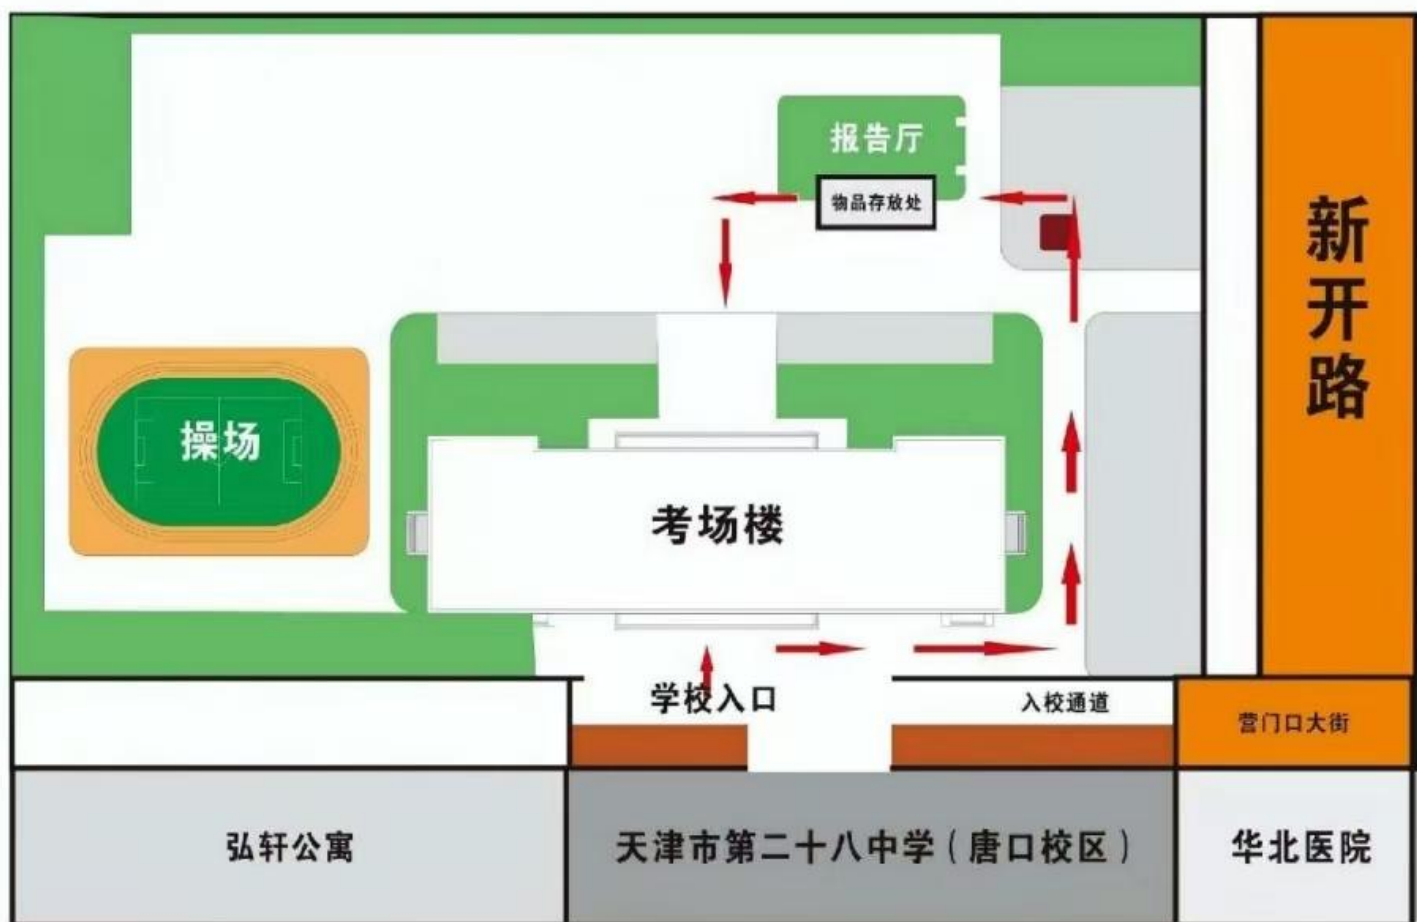 报告厅
物品存放处
新开路
操场
考场楼
学校入口
入校通道
营门口大街
弘轩公寓
天津市第二十八中学(唐口校区)
华北医院